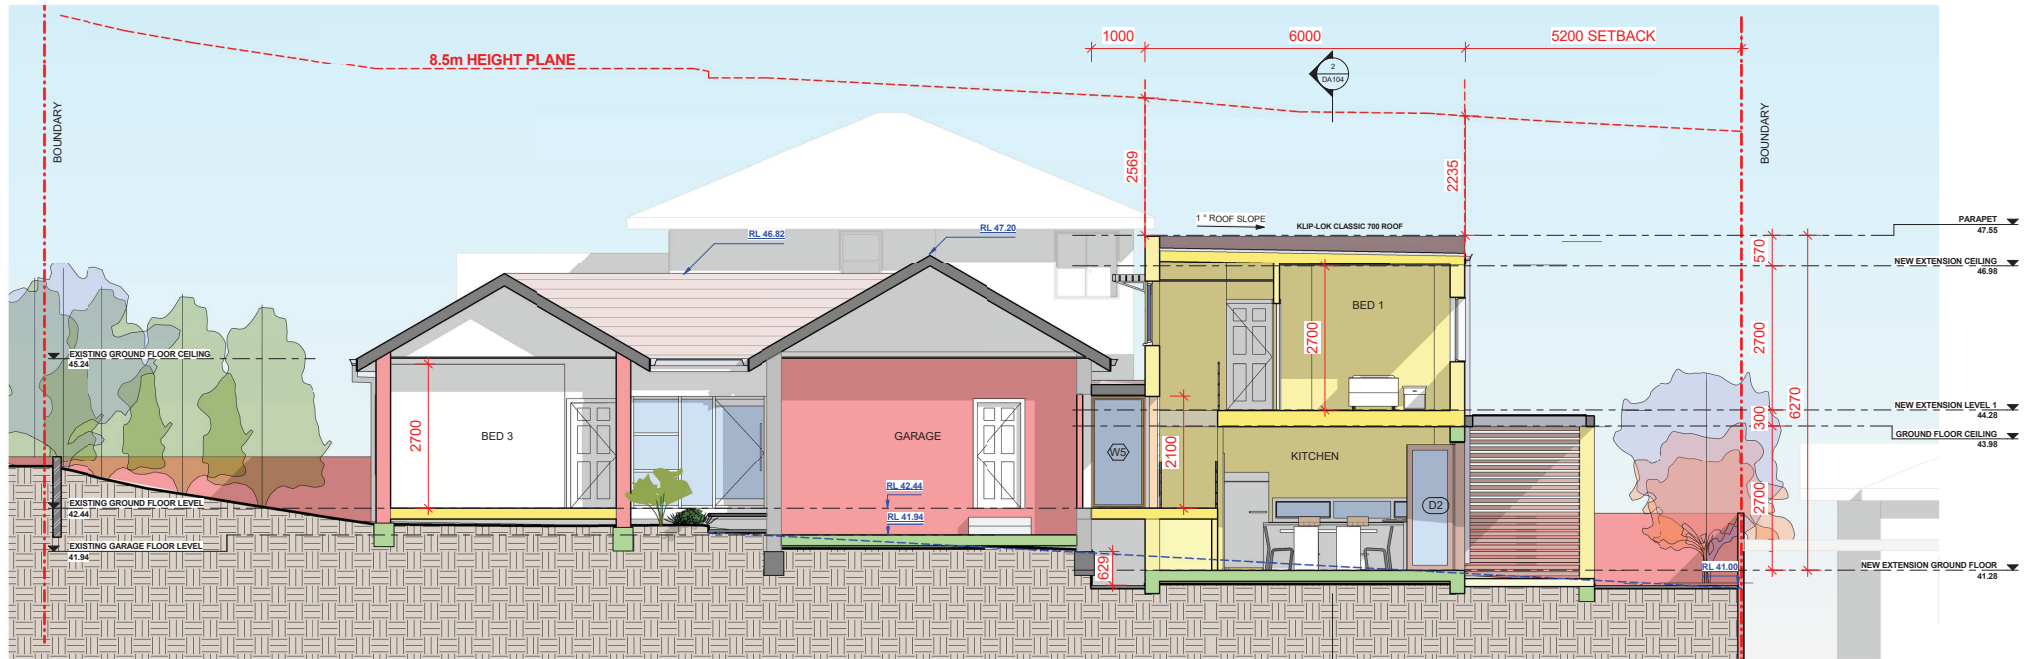 1000
6000
5200 SETBACK
8.5m HEIGHT PLANE
2
DA104
BOUNDARY
BOUNDARY
2569
2235
1 ° ROOF SLOPE
KLIP-LOK CLASSIC 700 ROOF
PARAPET
47.55
RL 46.82
RL 47.20
570
NEW EXTENSION CEILING
46.98
BED 1
2700
2700
EXISTING GROUND FLOOR CEILING
45.24
6270
NEW EXTENSION LEVEL 1
44.28
300
GROUND FLOOR CEILING
43.98
2700
BED 3
GARAGE
W5
2100
KITCHEN
2700
RL 42.44
D2
EXISTING GROUND FLOOR LEVEL
42.44
RL 41.94
EXISTING GARAGE FLOOR LEVEL
41.94
629
RL 41.00
NEW EXTENSION GROUND FLOOR
41.28